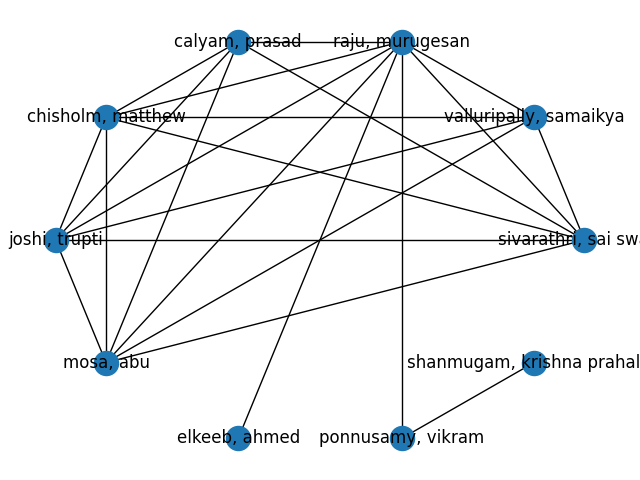 calyam, prasad
raju, murugesan
chisholm, matthew
valluripally, samaikya
joshi, trupti
sivarathri, sai swa
mosa, abu
shanmugam, krishna prahal
elkeeb, ahmed
ponnusamy, vikram